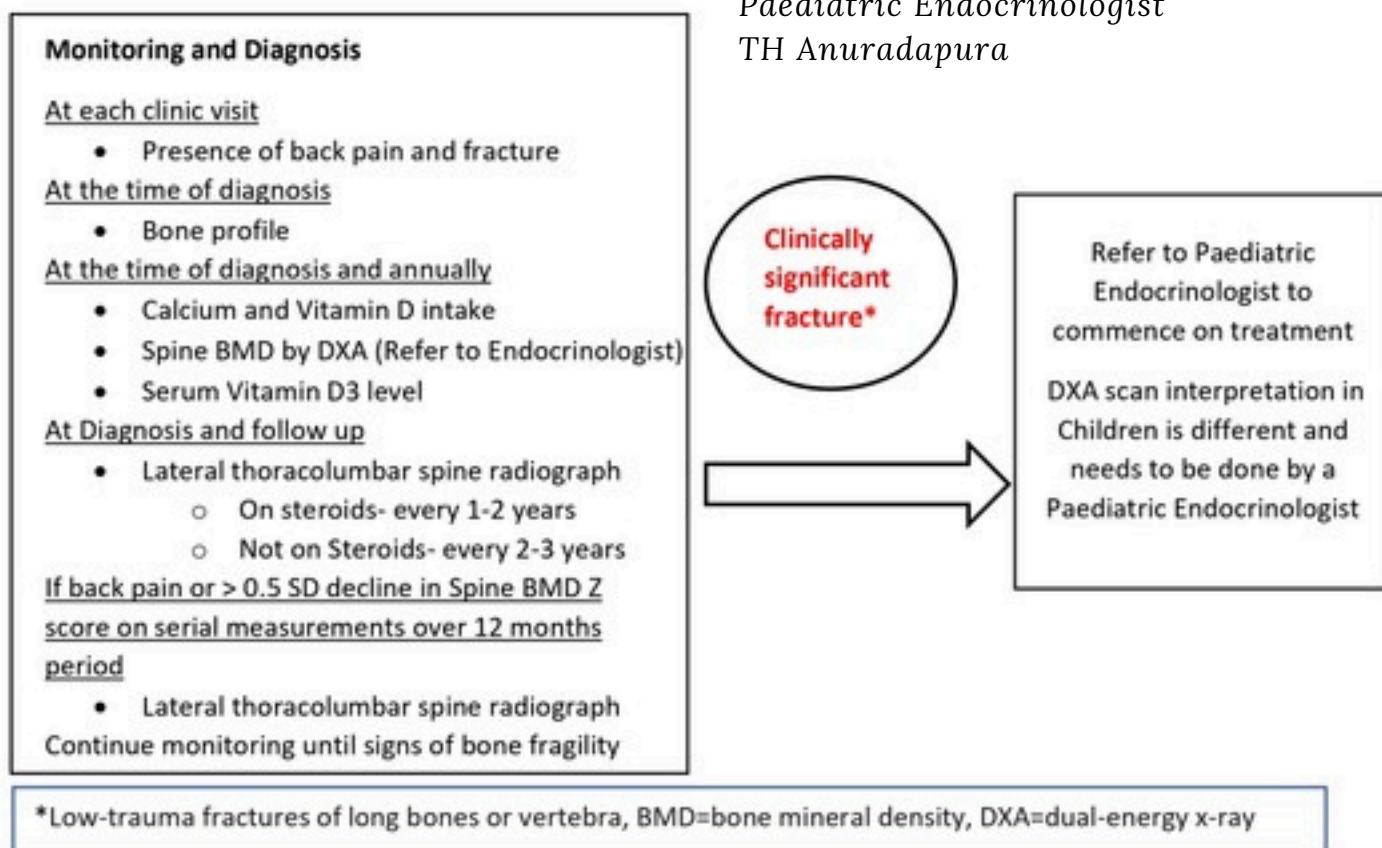 Paediatric Endocrinologist
TH Anuradapura
Monitoring and Diagnosis
At each clinic visit
• Presence of back pain and fracture
At the time of diagnosis
• Bone profile
At the time of diagnosis and annually
• Calcium and Vitamin D intake
• Spine BMD by DXA (Refer to Endocrinologist)
• Serum Vitamin D3 level
At Diagnosis and follow up
• Lateral thoracolumbar spine radiograph
o On steroids- every 1-2 years
o Not on Steroids- every 2-3 years
If back pain or > 0.5 SD decline in Spine BMD Z
score on serial measurements over 12 months
period
• Lateral thoracolumbar spine radiograph
Continue monitoring until signs of bone fragility
Clinically
significant
fracture*
Refer to Paediatric
Endocrinologist to
commence on treatment
DXA scan interpretation in
Children is different and
needs to be done by a
Paediatric Endocrinologist
*Low-trauma fractures of long bones or vertebra, BMD=bone mineral density, DXA=dual-energy x-ray